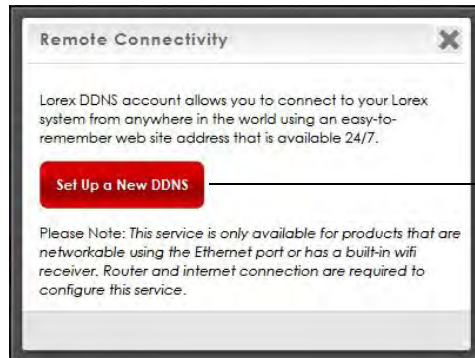 Remote Connectivity
Lorex DDNS account allows you to connect to your Lorex
system from anywhere in the world using an easy-to-
remember web site address that is available 24/7.
Set Up a New DDNS
Please Note: This service is only available for products that are
networkable using the Ethernet port or has a built-in wifi
receiver. Router and internet connection are required to
configure this service.